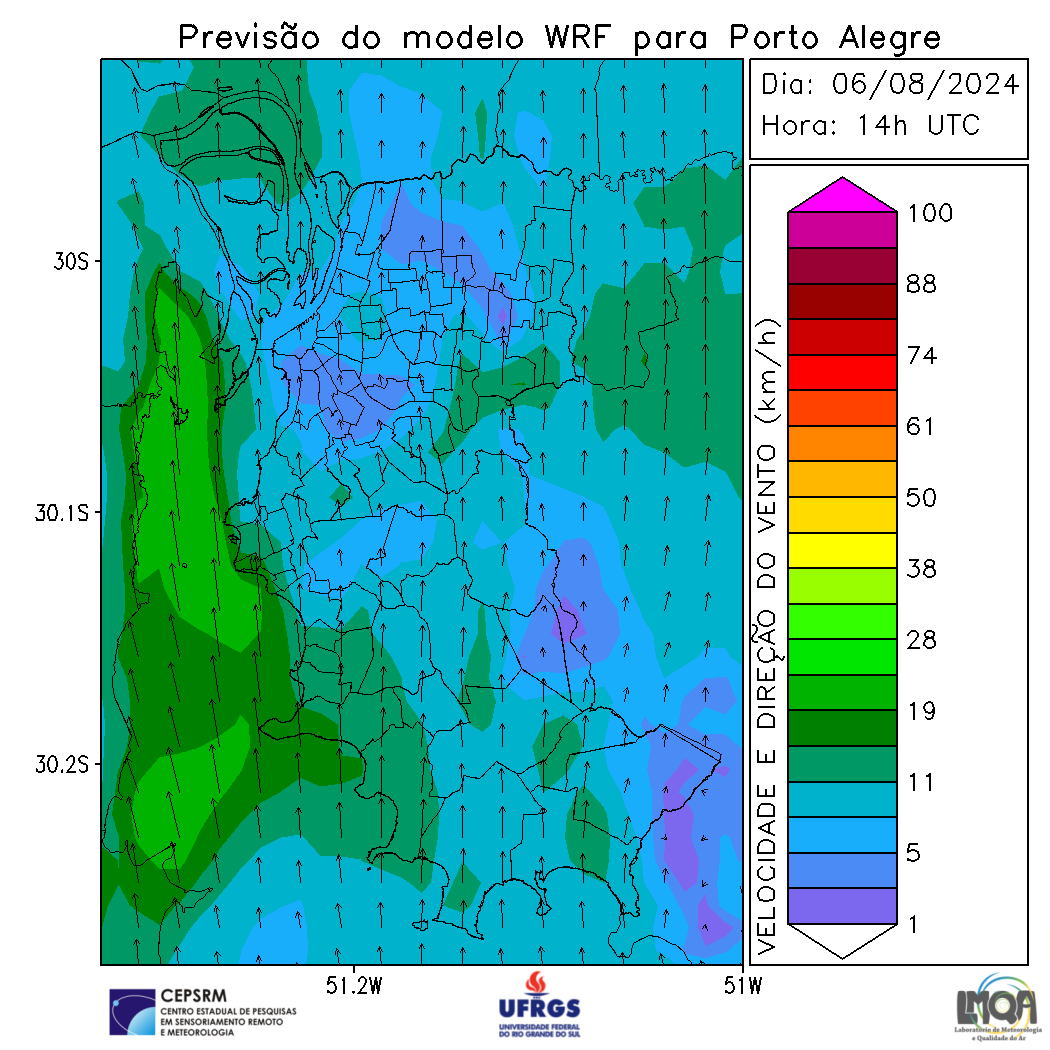 Previsão do modelo WRF para Porto Alegre
Dia: 06/08/2024
Hora: 14h UTC
30S
30.1S
30.2S
51.2W
51W
VELOCIDADE E DIREÇÃO DO VENTO (km/h)
100
88
74
61
50
38
28
19
11
5
1
CEPSRM
CENTRO ESTADUAL DE PESQUISAS
EM SENSORIAMENTO REMOTO
E METEOROLOGIA
UFRGS
UNIVERSIDADE FEDERAL
DO RIO GRANDE DO SUL
LMQA
Laboratório de Meteorologia
e Qualidade do Ar